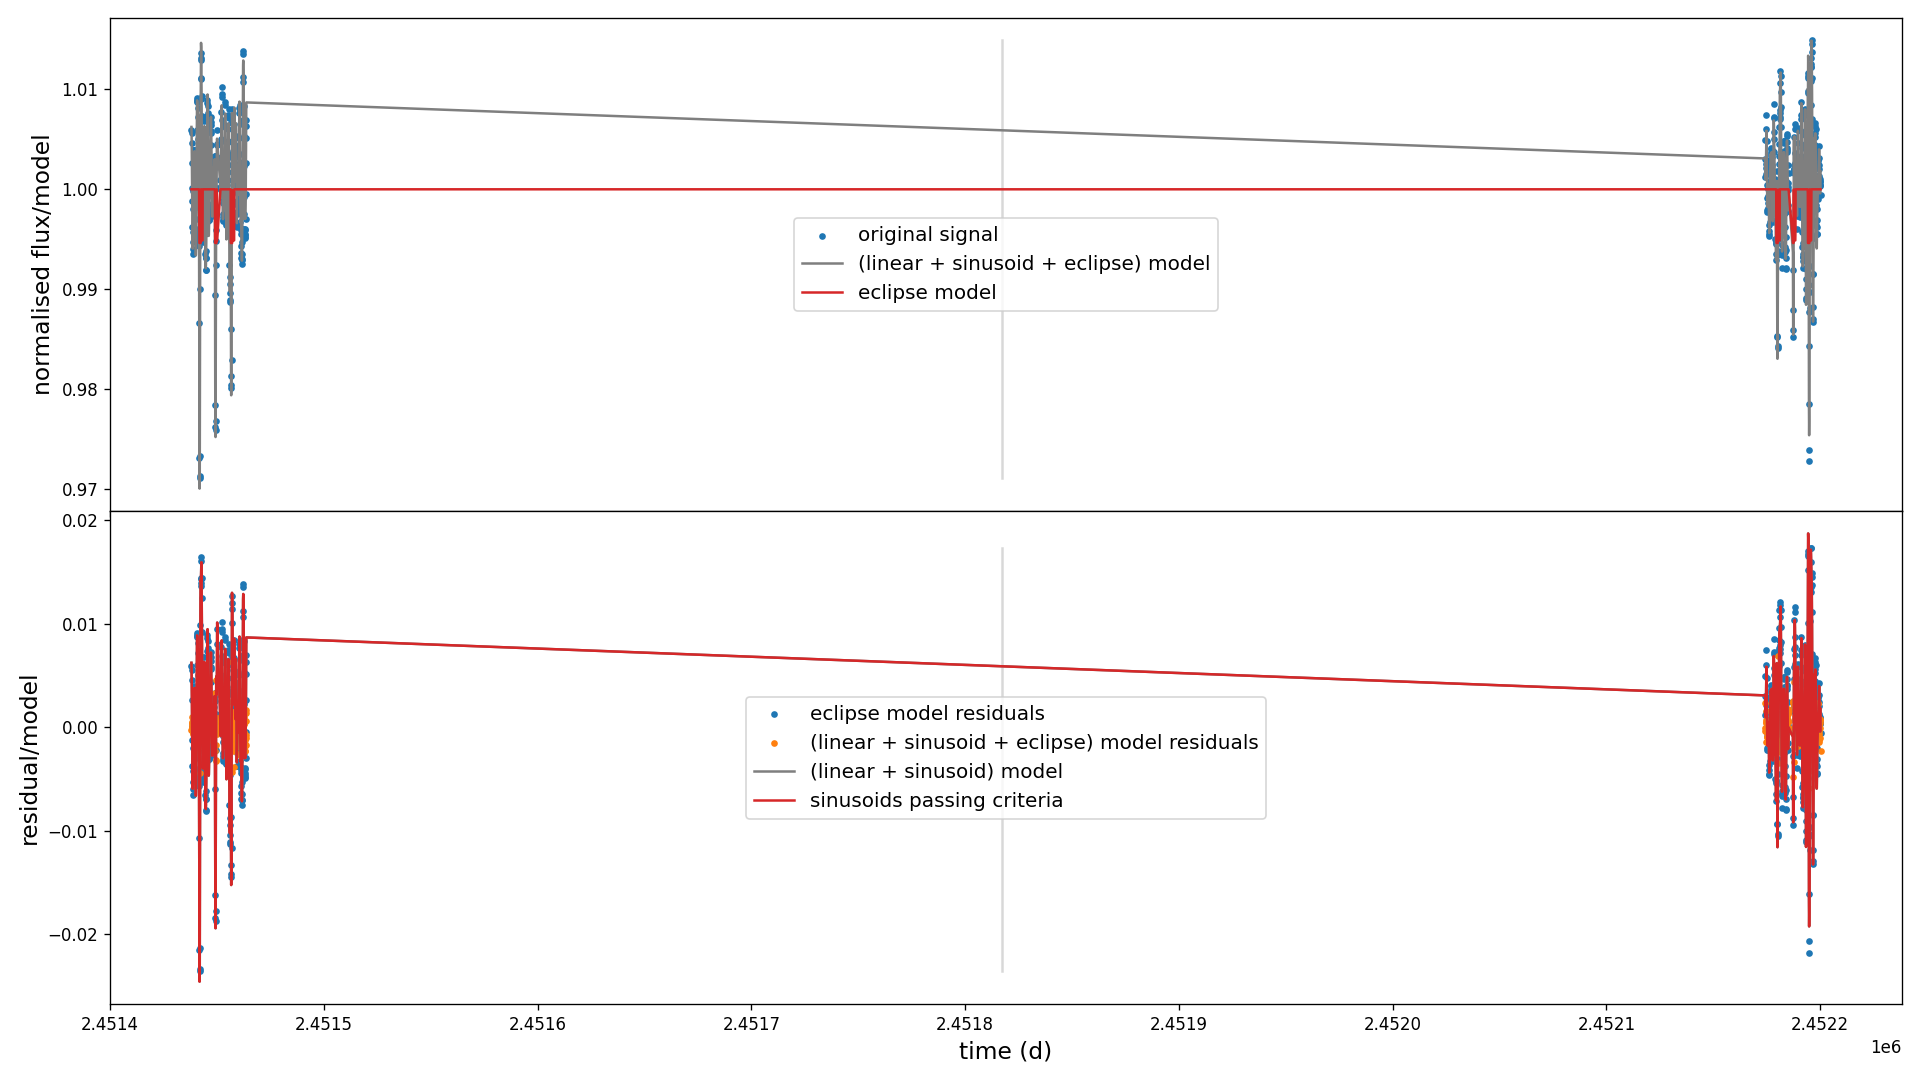 normalised flux/model
1.01
1.00
0.99
0.98
0.97
original signal
(linear + sinusoid + eclipse) model
eclipse model
residual/model
0.02
0.01
0.00
−0.01
−0.02
eclipse model residuals
(linear + sinusoid + eclipse) model residuals
(linear + sinusoid) model
sinusoids passing criteria
2.4514 2.4515 2.4516 2.4517 2.4518 2.4519 2.4520 2.4521 2.4522
time (d)
1e6